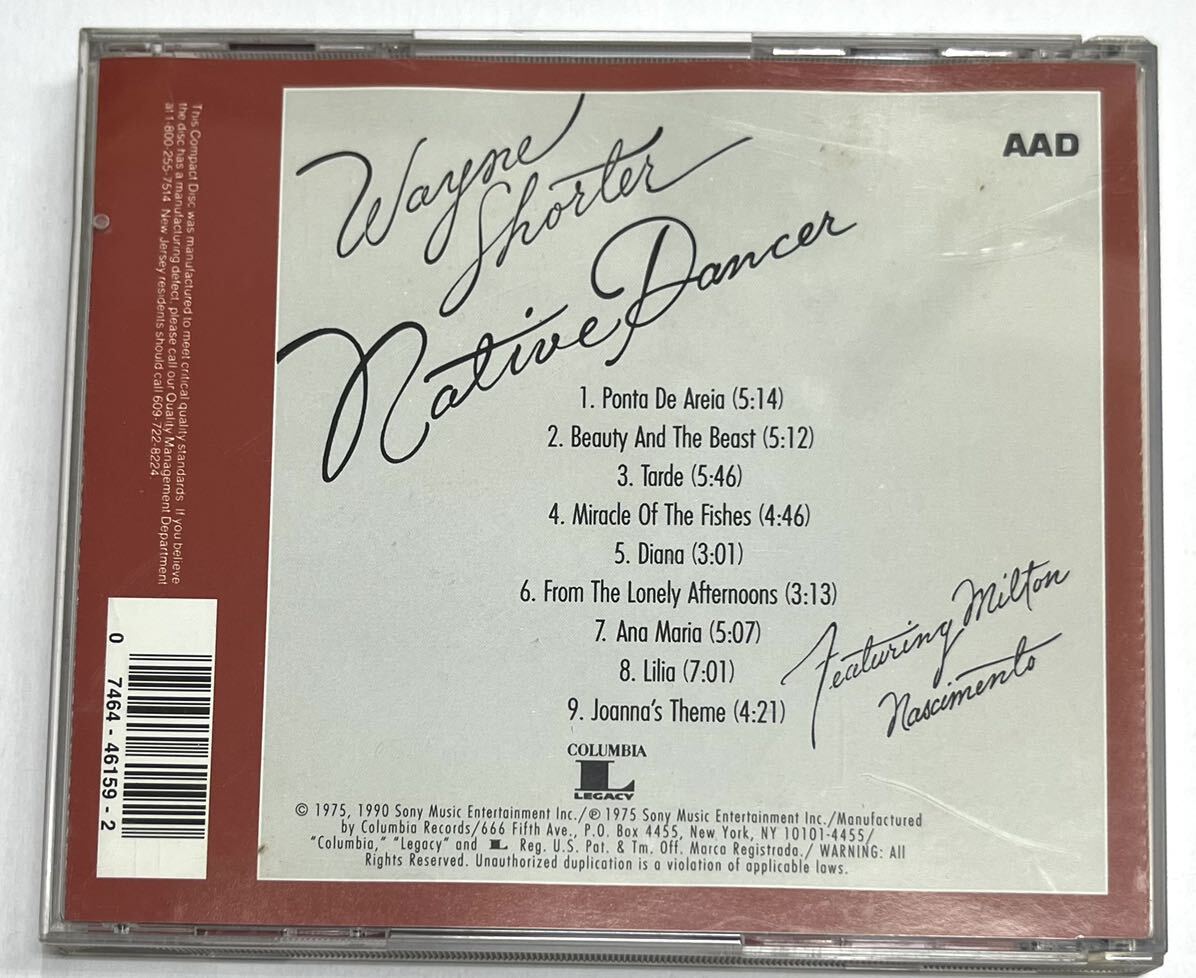 Wayne
Shorter
Native Dancer
AAD
1. Ponta De Areia (5:14)
2. Beauty And The Beast (5:12)
3. Tarde (5:46)
4. Miracle Of The Fishes (4:46)
5. Diana (3:01)
6. From The Lonely Afternoons (3:13)
7. Ana Maria (5:07)
8. Lilia (7:01)
9. Joanna's Theme (4:21)
Featuring Milton
Nascimento
COLUMBIA
L
LEGACY
© 1975, 1990 Sony Music Entertainment Inc./℗ 1975 Sony Music Entertainment Inc./Manufactured
by Columbia Records/666 Fifth Ave., P.O. Box 4455, New York, NY 10101-4455/
"Columbia," "Legacy" and L Reg. U.S. Pat. & Tm. Off. Marca Registrada./ WARNING: All
Rights Reserved. Unauthorized duplication is a violation of applicable laws.
This Compact Disc was manufactured to meet critical quality standards. If you believe
the disc has a manufacturing defect, please call our Quality Management Department
at 1-800-255-7514. New Jersey residents should call 609-722-8224.
0 7464-46159-2